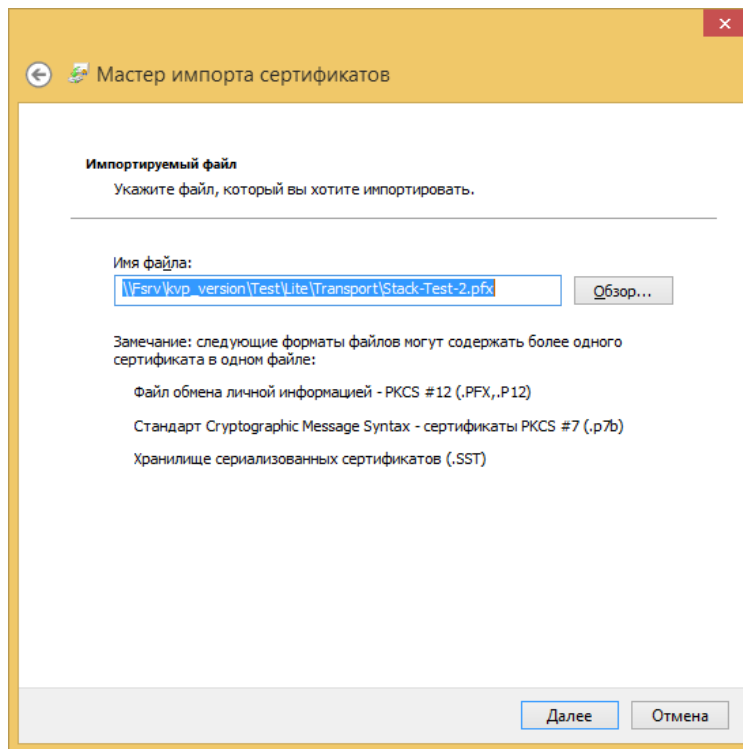 Мастер импорта сертификатов
Импортируемый файл
Укажите файл, который вы хотите импортировать.
Имя файла:
\\Fsrv\kvp_version\Test\Lite\Transport\Stack-Test-2.pfx
Обзор...
Замечание: следующие форматы файлов могут содержать более одного
сертификата в одном файле:
Файл обмена личной информацией - PKCS #12 (.PFX,.P12)
Стандарт Cryptographic Message Syntax - сертификаты PKCS #7 (.p7b)
Хранилище сериализованных сертификатов (.SST)
Далее
Отмена